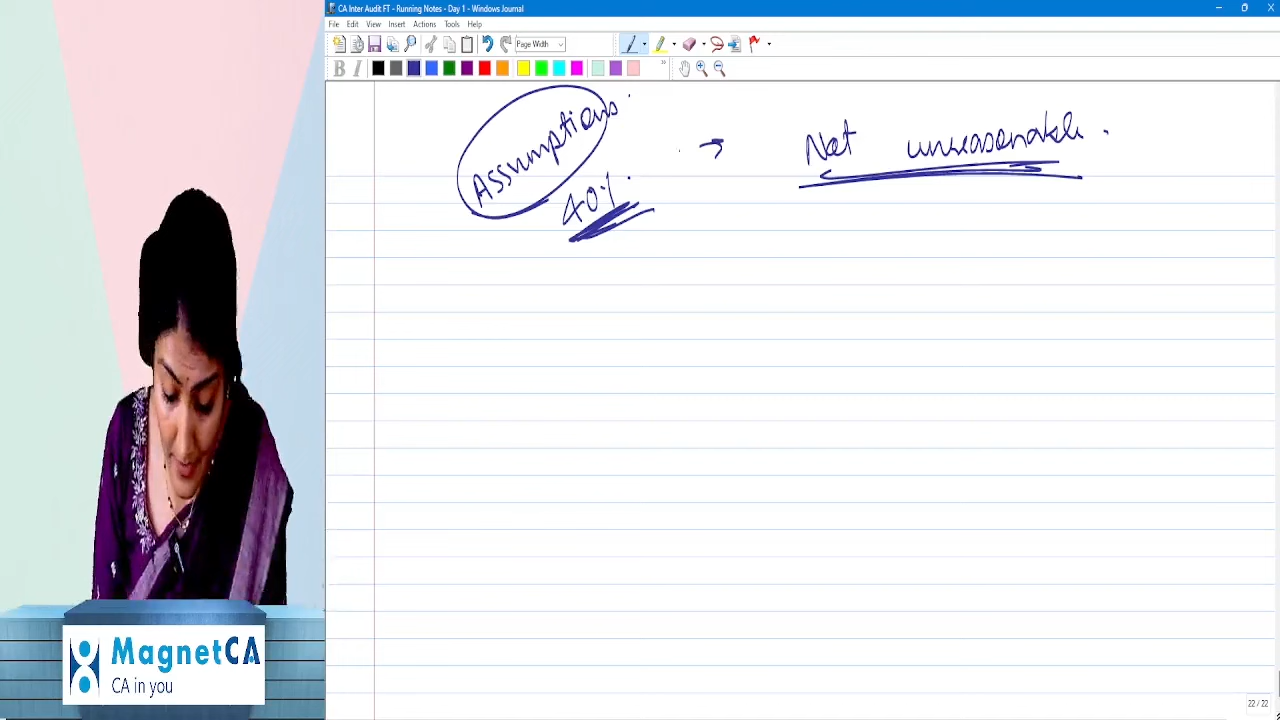 CA Inter Audit FT - Running Notes - Day 1 - Windows Journal
File Edit View Insert Actions Tools Help
Page Width
B I
Assumptions → Not unreasonable.
40%
MagnetCA
CA in you
22 / 22